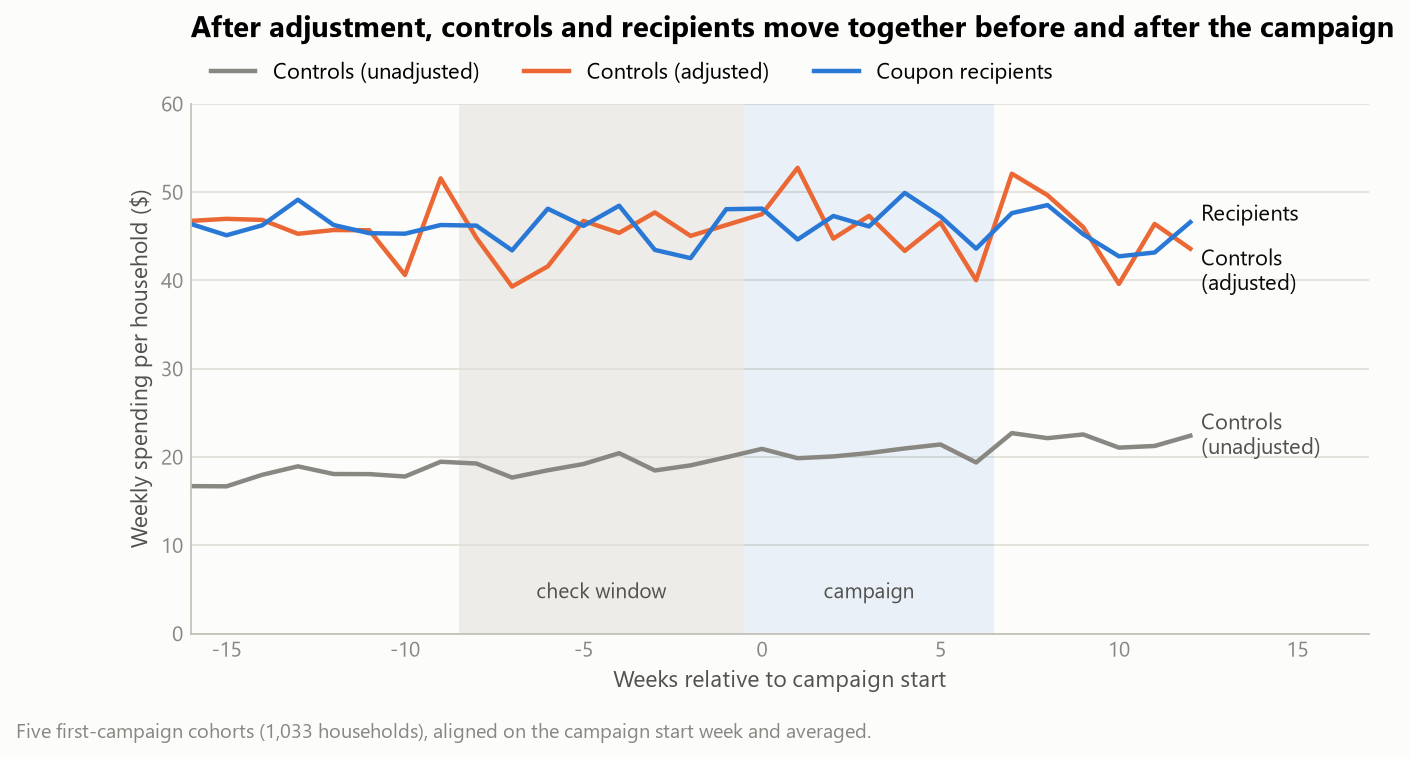 After adjustment, controls and recipients move together before and after the campaign
Controls (unadjusted)
Controls (adjusted)
Coupon recipients
Weekly spending per household ($)
60
50
40
30
20
10
0
Recipients
Controls
(adjusted)
Controls
(unadjusted)
check window
campaign
-15
-10
-5
0
5
10
15
Weeks relative to campaign start
Five first-campaign cohorts (1,033 households), aligned on the campaign start week and averaged.